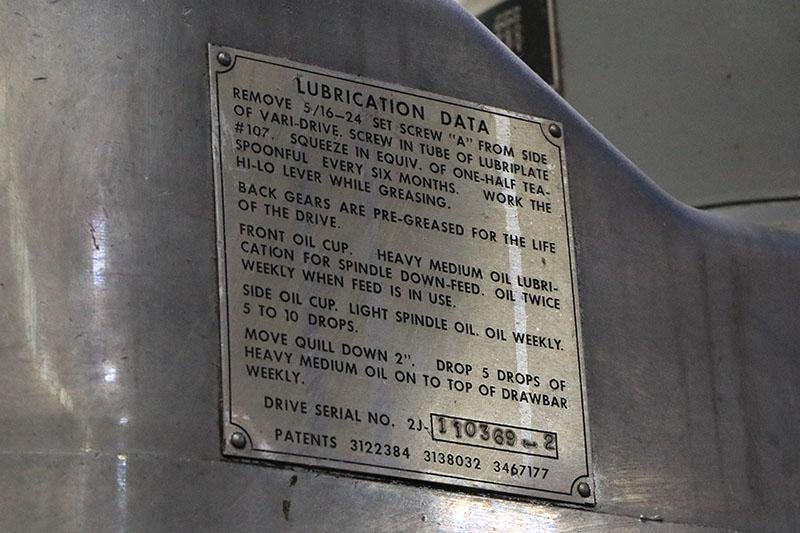 LUBRICATION DATA
REMOVE 5/16-24 SET SCREW "A" FROM SIDE
OF VARI-DRIVE. SCREW IN TUBE OF LUBRIPLATE
#107. SQUEEZE IN EQUIV. OF ONE-HALF TEA-
SPOONFUL EVERY SIX MONTHS. WORK THE
HI-LO LEVER WHILE GREASING.
BACK GEARS ARE PRE-GREASED FOR THE LIFE
OF THE DRIVE.
FRONT OIL CUP. HEAVY MEDIUM OIL LUBRI-
CATION FOR SPINDLE DOWN-FEED. OIL TWICE
WEEKLY WHEN FEED IS IN USE.
SIDE OIL CUP. LIGHT SPINDLE OIL. OIL WEEKLY.
5 TO 10 DROPS.
MOVE QUILL DOWN 2". DROP 5 DROPS OF
HEAVY MEDIUM OIL ON TO TOP OF DRAWBAR
WEEKLY.
DRIVE SERIAL NO. 2J-110369-2
PATENTS 3122384 3138032 3467177